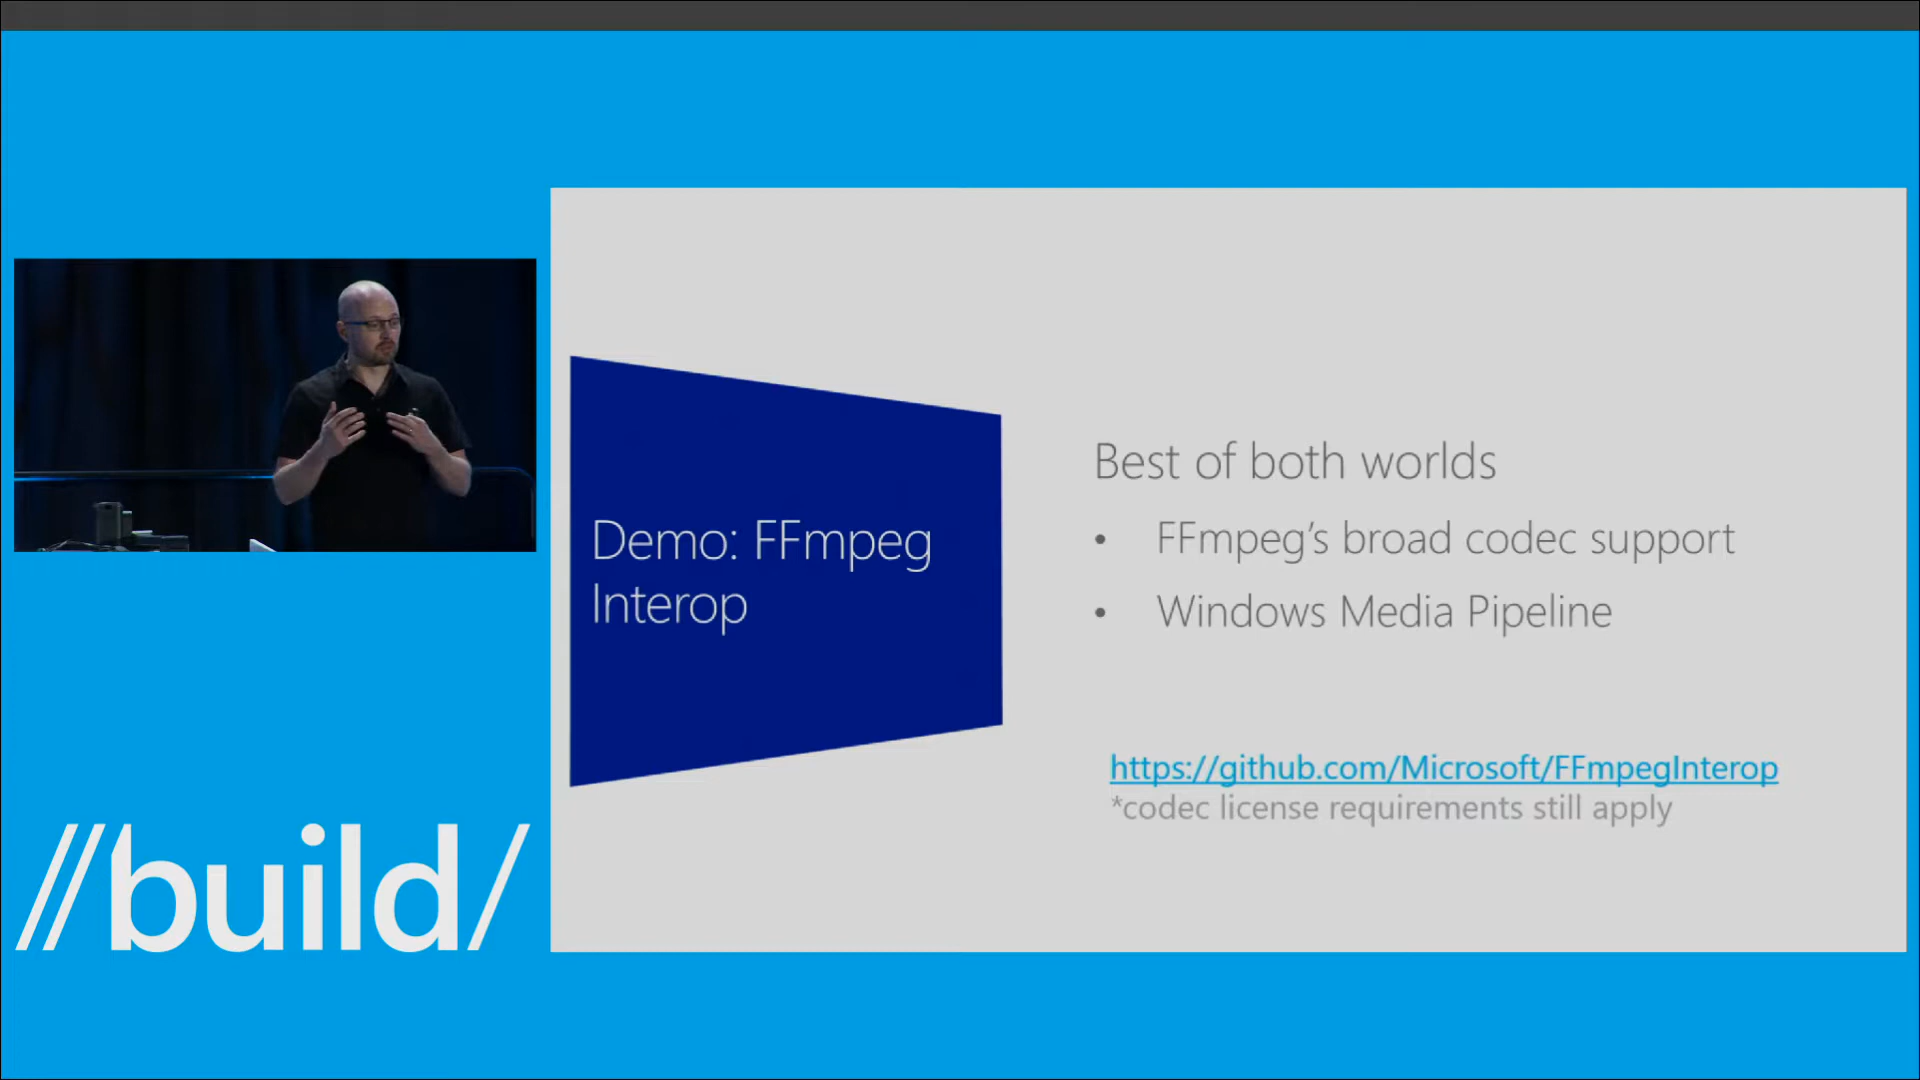 Demo: FFmpeg
Interop
Best of both worlds
• FFmpeg's broad codec support
• Windows Media Pipeline
https://github.com/Microsoft/FFmpegInterop
*codec license requirements still apply
//build/